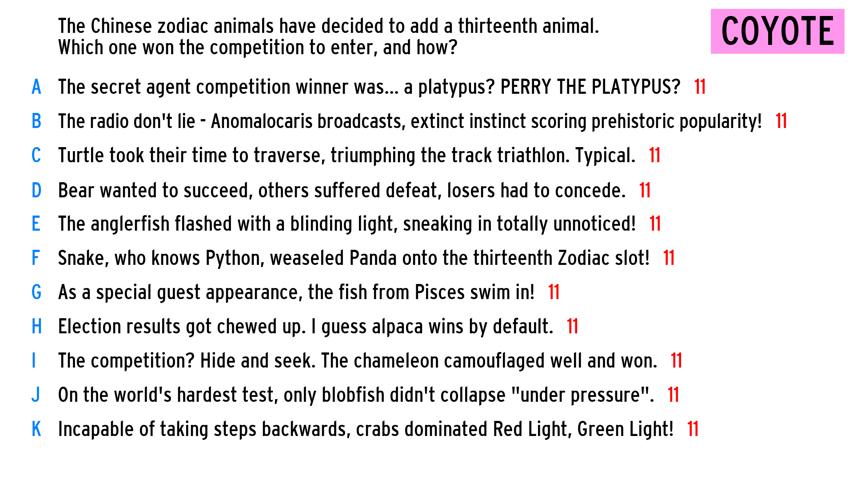 The Chinese zodiac animals have decided to add a thirteenth animal.
Which one won the competition to enter, and how?
COYOTE
A The secret agent competition winner was... a platypus? PERRY THE PLATYPUS? 11
B The radio don't lie - Anomalocaris broadcasts, extinct instinct scoring prehistoric popularity! 11
C Turtle took their time to traverse, triumphing the track triathlon. Typical. 11
D Bear wanted to succeed, others suffered defeat, losers had to concede. 11
E The anglerfish flashed with a blinding light, sneaking in totally unnoticed! 11
F Snake, who knows Python, weaseled Panda onto the thirteenth Zodiac slot! 11
G As a special guest appearance, the fish from Pisces swim in! 11
H Election results got chewed up. I guess alpaca wins by default. 11
I The competition? Hide and seek. The chameleon camouflaged well and won. 11
J On the world's hardest test, only blobfish didn't collapse "under pressure". 11
K Incapable of taking steps backwards, crabs dominated Red Light, Green Light! 11